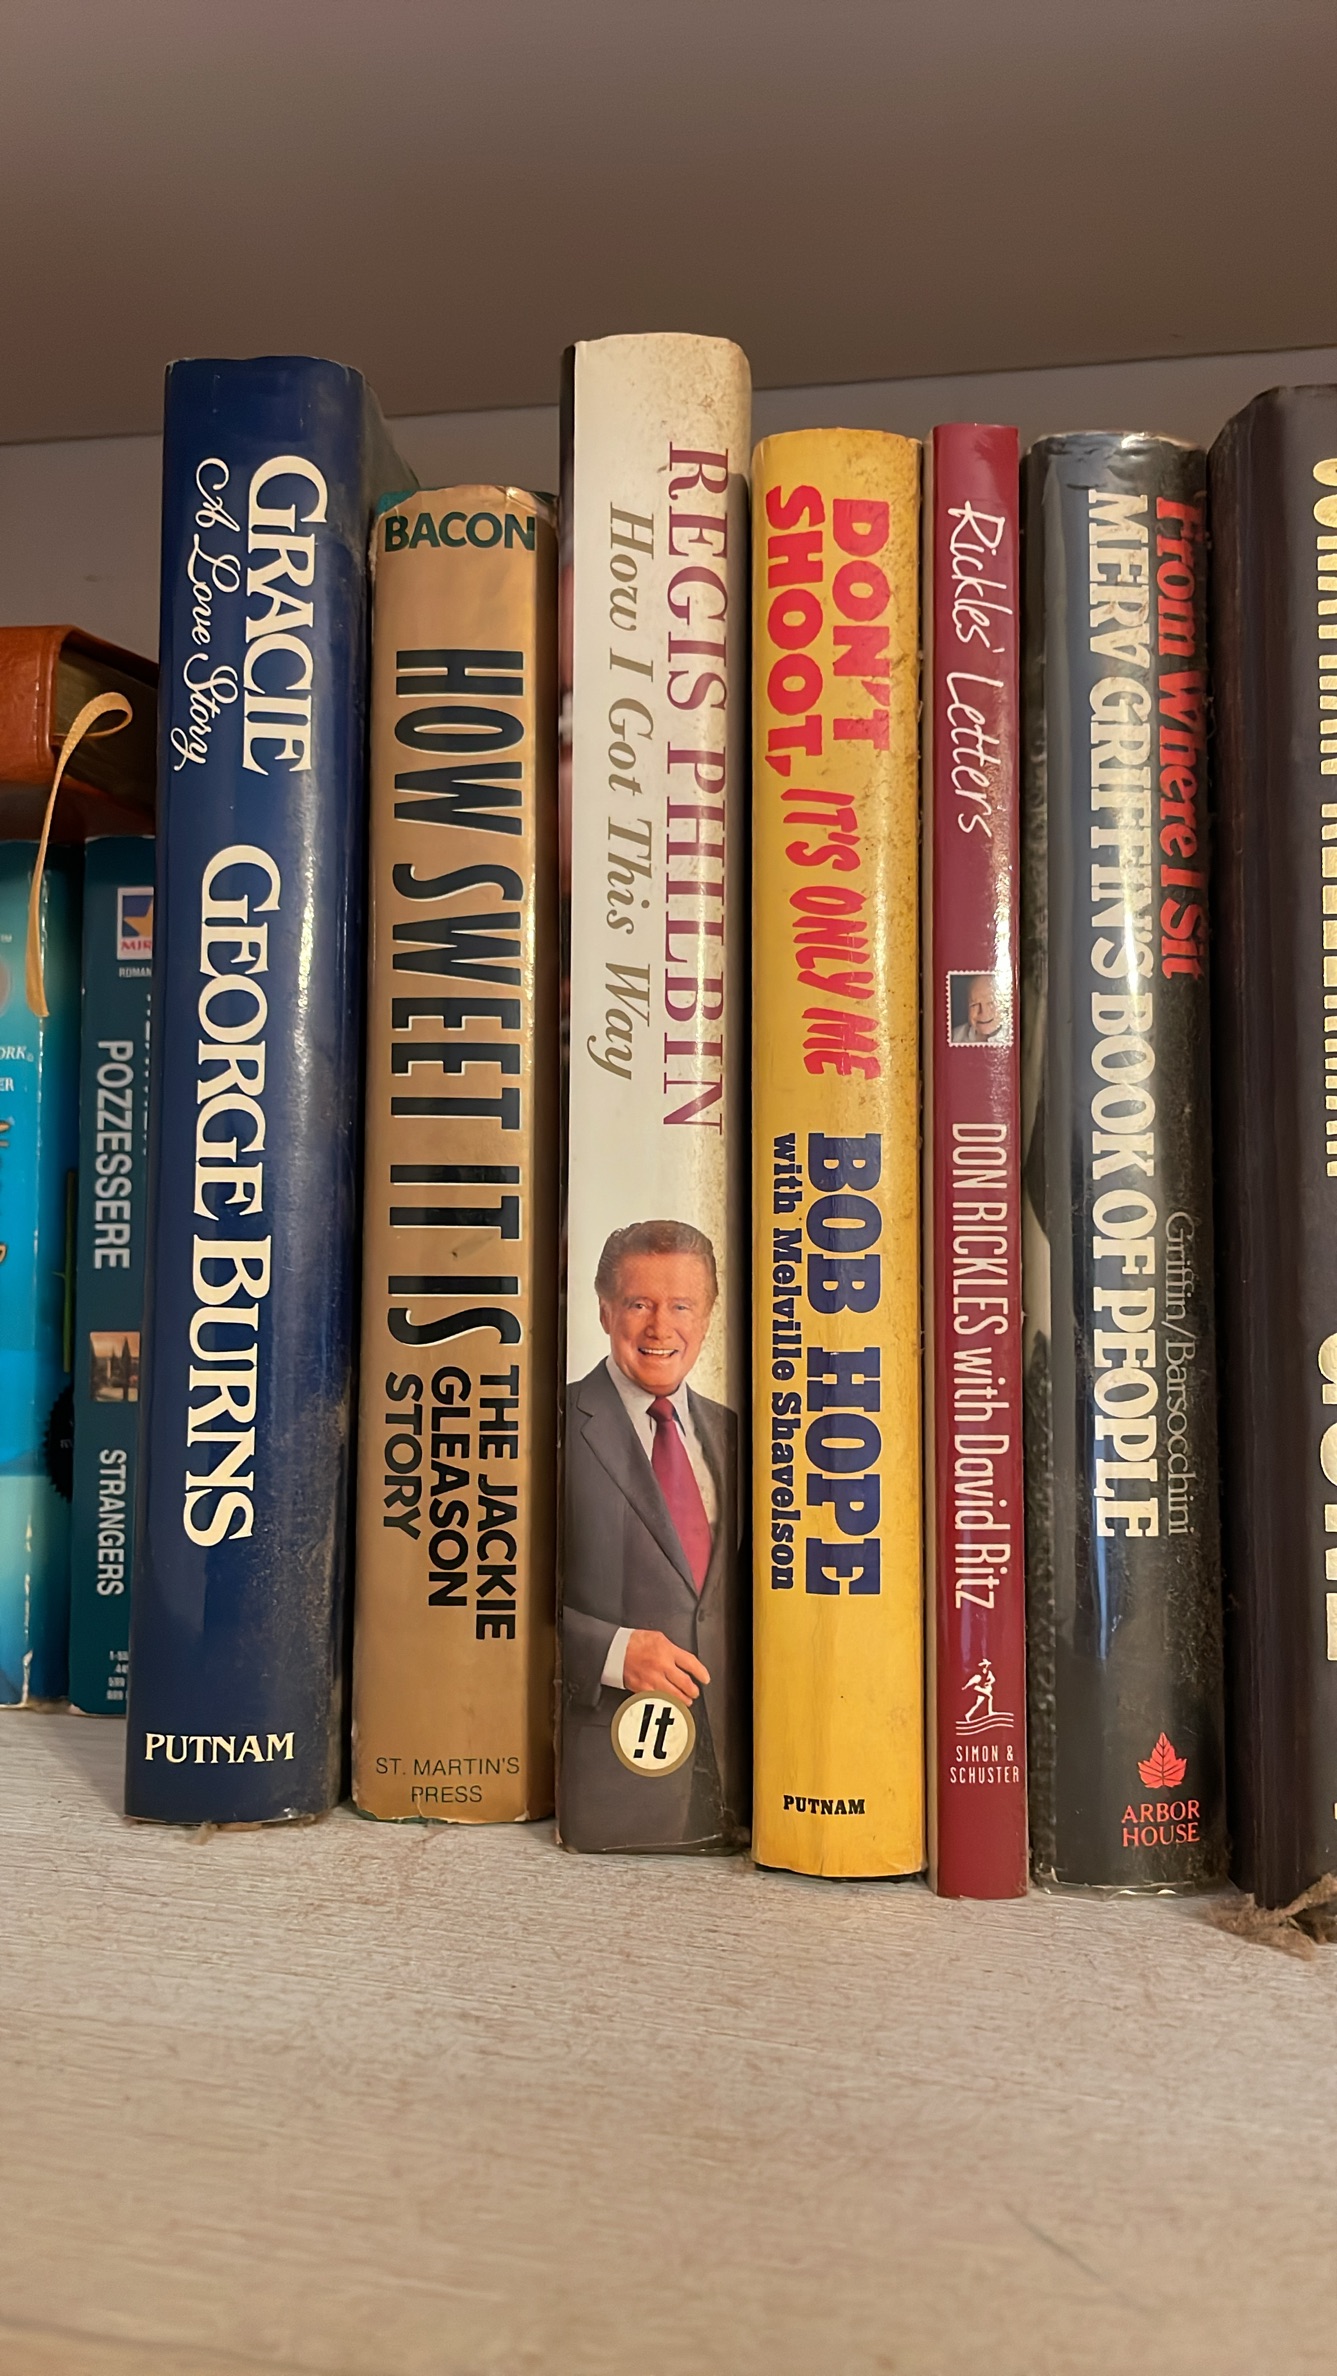 POZZESSERE
STRANGERS
GRACIE
A Love Story
GEORGE BURNS
PUTNAM
BACON
HOW SWEET IT IS
THE JACKIE
GLEASON
STORY
ST. MARTIN'S
PRESS
REGIS PHILBIN
How I Got This Way
!t
DON'T
SHOOT,
IT'S ONLY ME
BOB HOPE
with Melville Shavelson
PUTNAM
Rickles' Letters
DON RICKLES with David Ritz
SIMON &
SCHUSTER
From Where I Sit
MERV GRIFFIN'S BOOK OF PEOPLE
Griffin/Barsocchini
ARBOR
HOUSE